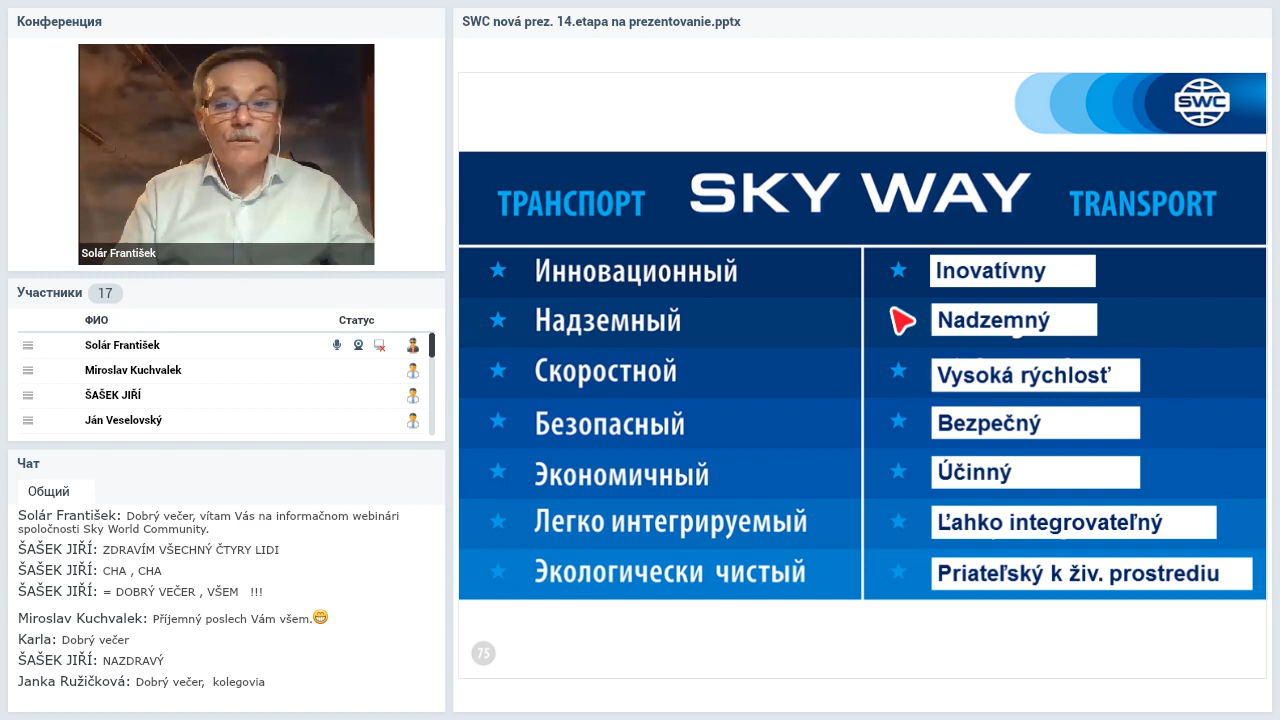 Конференция
Solár František
Участники 17
ФИО Статус
Solár František
Miroslav Kuchvalek
ŠAŠEK JIŘÍ
Ján Veselovský
Чат
Общий
Solár František: Dobrý večer, vítam Vás na informačnom webinári
spoločnosti Sky World Community.
ŠAŠEK JIŘÍ: ZDRAVÍM VŠECHNÝ ČTYRY LIDI
ŠAŠEK JIŘÍ: CHA , CHA
ŠAŠEK JIŘÍ: = DOBRÝ VEČER , VŠEM !!!
Miroslav Kuchvalek: Příjemný poslech Vám všem.
Karla: Dobrý večer
ŠAŠEK JIŘÍ: NAZDRAVÝ
Janka Ružičková: Dobrý večer, kolegovia
SWC nová prez. 14.etapa na prezentovanie.pptx
SWC
ТРАНСПОРТ SKY WAY TRANSPORT
Инновационный Inovatívny
Надземный Nadzemný
Скоростной Vysoká rýchlosť
Безопасный Bezpečný
Экономичный Účinný
Легко интегрируемый Ľahko integrovateľný
Экологически чистый Priateľský k živ. prostrediu
75